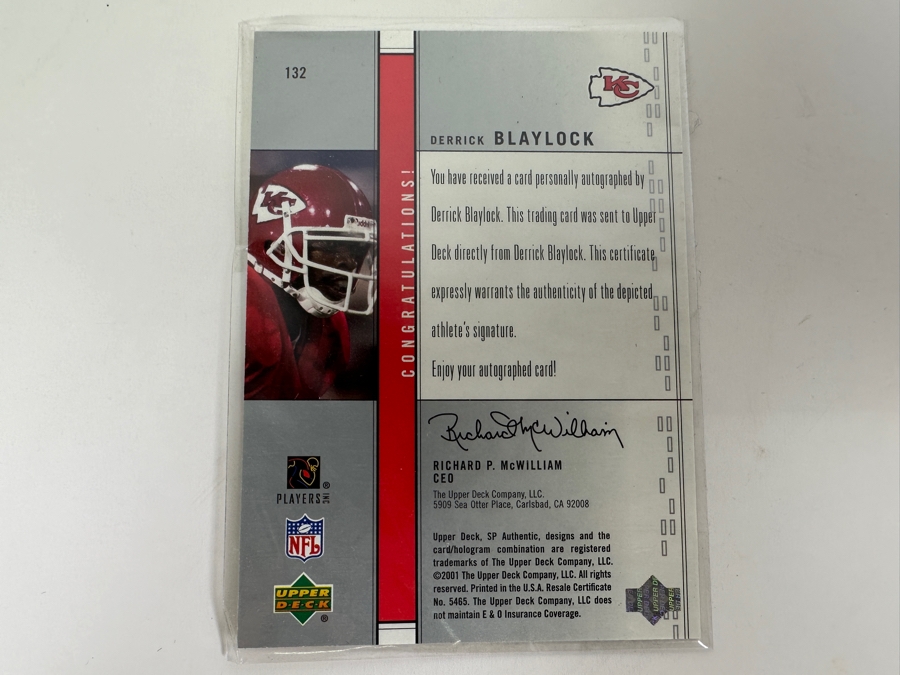 132
KC
DERRICK BLAYLOCK
KC
CONGRATULATIONS!
You have received a card personally autographed by
Derrick Blaylock. This trading card was sent to Upper
Deck directly from Derrick Blaylock. This certificate
expressly warrants the authenticity of the depicted
athlete's signature.
Enjoy your autographed card!
Richard McWilliam
RICHARD P. McWILLIAM
CEO
The Upper Deck Company, LLC.
5909 Sea Otter Place, Carlsbad, CA 92008
PLAYERS INC ®
NFL
UPPER
DECK ®
Upper Deck, SP Authentic, designs and the
card/hologram combination are registered
trademarks of The Upper Deck Company, LLC.
©2001 The Upper Deck Company, LLC. All rights
reserved. Printed in the U.S.A. Resale Certificate
No. 5465. The Upper Deck Company, LLC does
not maintain E & O Insurance Coverage.